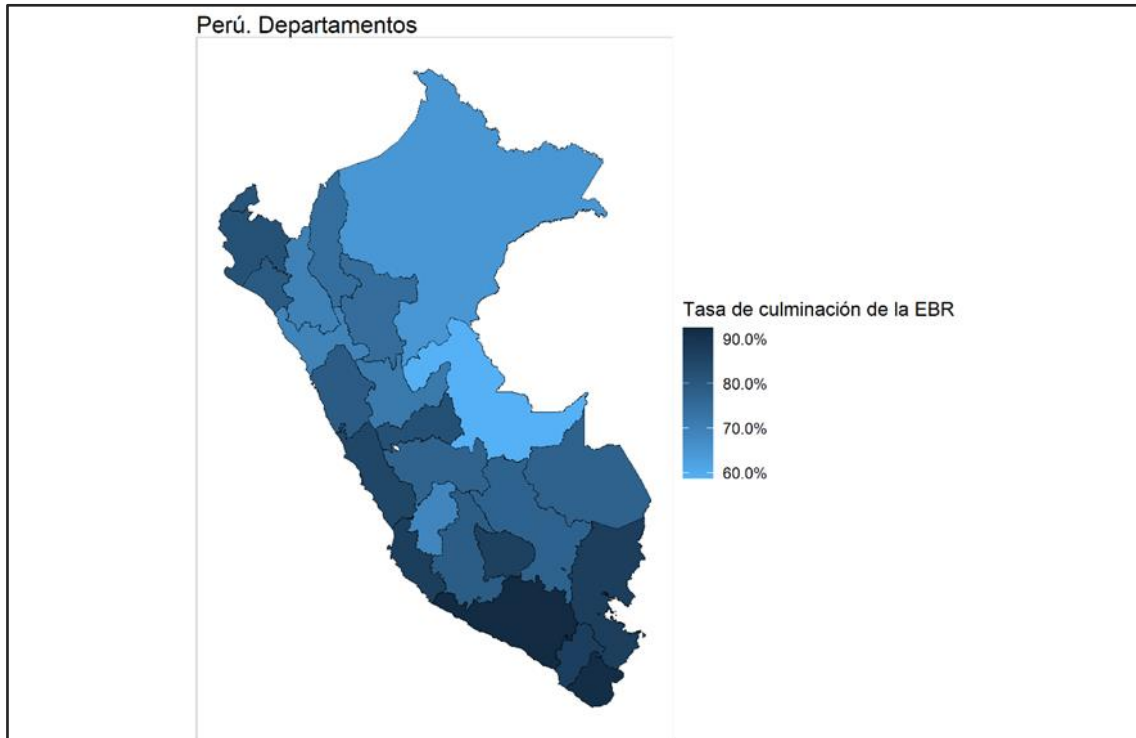 Perú. Departamentos
Tasa de culminación de la EBR
90.0%
80.0%
70.0%
60.0%